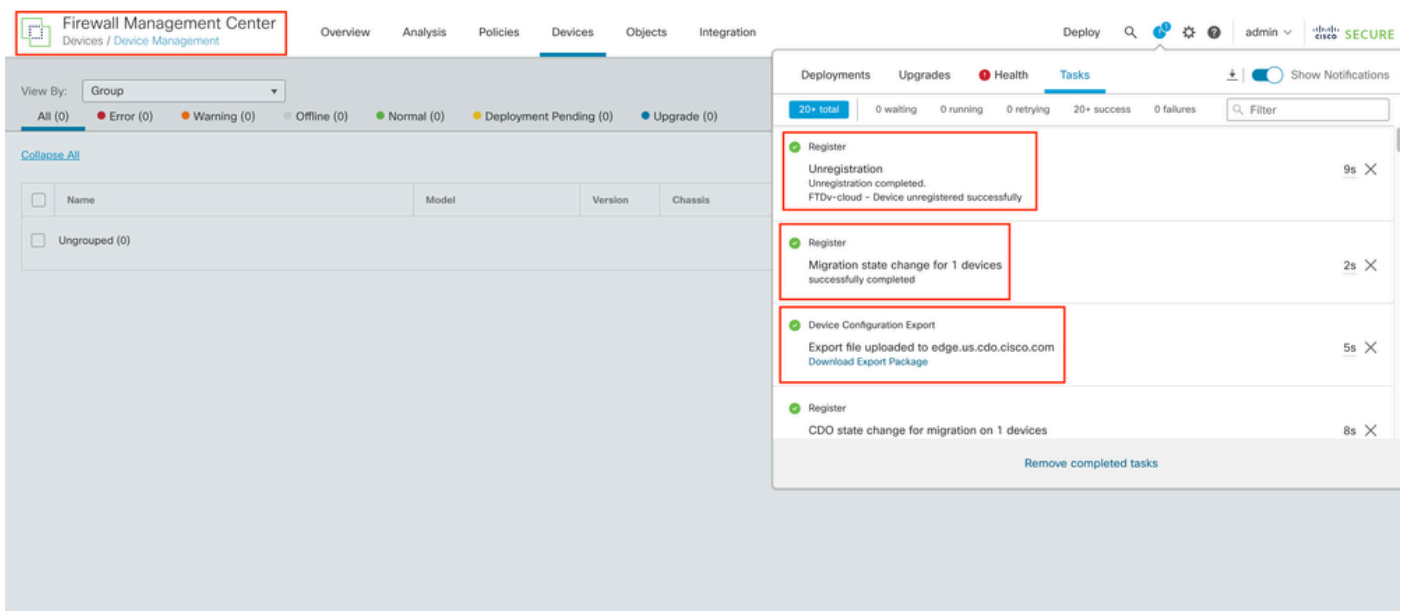 Firewall Management Center
Devices / Device Management
Overview Analysis Policies Devices Objects Integration
Deploy admin cisco SECURE
View By: Group
All (0) Error (0) Warning (0) Offline (0) Normal (0) Deployment Pending (0) Upgrade (0)
Collapse All
Name Model Version Chassis
Ungrouped (0)
Deployments Upgrades Health Tasks Show Notifications
20+ total 0 waiting 0 running 0 retrying 20+ success 0 failures Filter
Register
Unregistration 9s
Unregistration completed.
FTDv-cloud - Device unregistered successfully
Register
Migration state change for 1 devices 2s
successfully completed
Device Configuration Export
Export file uploaded to edge.us.cdo.cisco.com 5s
Download Export Package
Register
CDO state change for migration on 1 devices 8s
Remove completed tasks